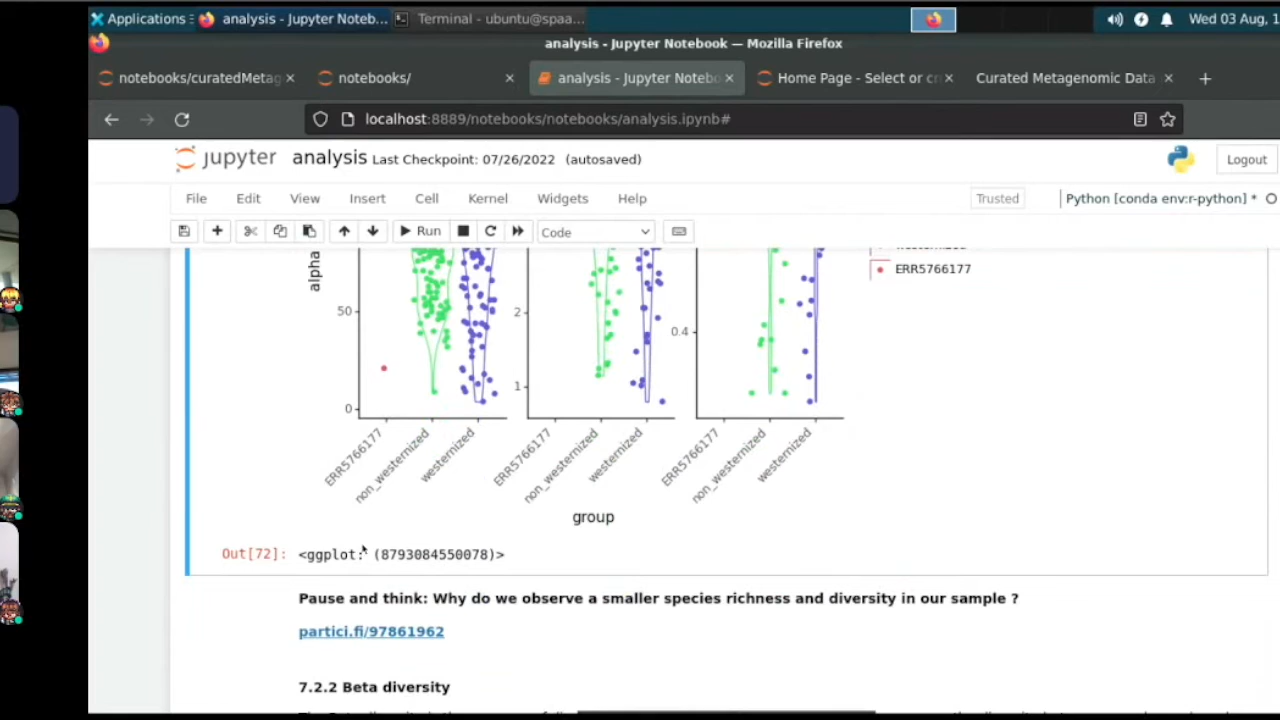 Applications
analysis - Jupyter Noteb...
Terminal - ubuntu@spaa...
Wed 03 Aug, 1
analysis - Jupyter Notebook — Mozilla Firefox
notebooks/curatedMetag
notebooks/
analysis - Jupyter Notebo
Home Page - Select or cr
Curated Metagenomic Data
localhost:8889/notebooks/notebooks/analysis.ipynb#
jupyter analysis Last Checkpoint: 07/26/2022 (autosaved)
Logout
File Edit View Insert Cell Kernel Widgets Help
Trusted
Python [conda env:r-python] *
Run
Code
alpha
50
0
2
1
0.4
ERR5766177
ERR5766177
non_westernized
westernized
ERR5766177
non_westernized
westernized
ERR5766177
non_westernized
westernized
group
Out[72]: <ggplot: (8793084550078)>
Pause and think: Why do we observe a smaller species richness and diversity in our sample ?
partici.fi/97861962
7.2.2 Beta diversity